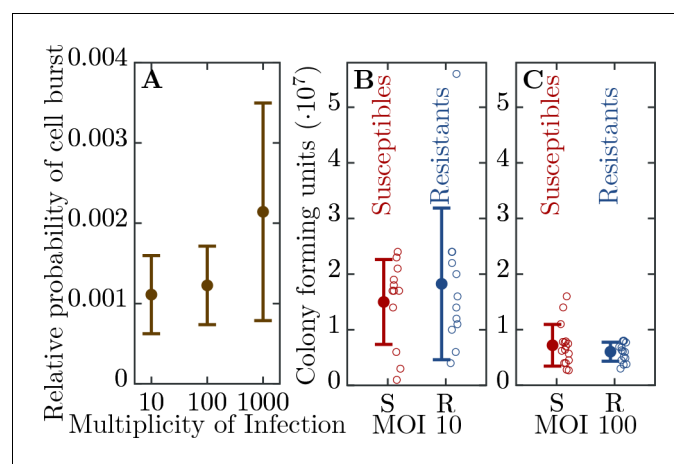 Relative probability of cell burst
0.004
0.003
0.002
0.001
0
A
10 100 1000
Multiplicity of Infection
Colony forming units (·10⁷)
5
4
3
2
1
0
B
Susceptibles
Resistants
S R
MOI 10
5
4
3
2
1
0
C
Susceptibles
Resistants
S R
MOI 100